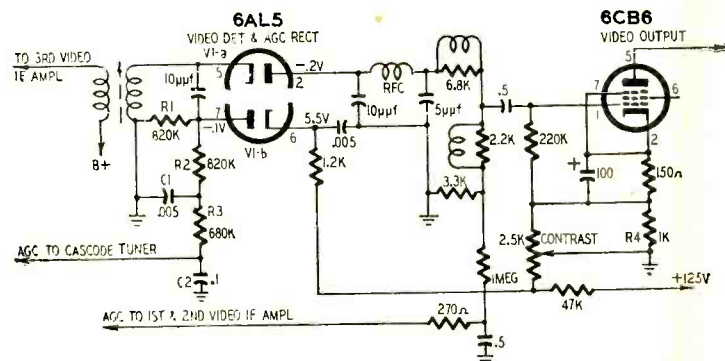 6AL5
VIDEO DET & AGC RECT
6CB6
VIDEO OUTPUT
TO 3RD VIDEO
IF AMPL
V1-a
5
-.2V
2
RFC
6.8K
5
10μμf
10μμf
5μμf
.5
7
6
1
2
R1
820K
7
-.1V
5.5V
6
.005
V1-b
B+
R2
820K
1.2K
2.2K
220K
+
100
150Ω
C1
.005
3.3K
R3
680K
2.5K
CONTRAST
R4
1K
AGC TO CASCODE TUNER
1MEG
+125V
C2
.1
47K
270Ω
AGC TO 1ST & 2ND VIDEO IF AMPL
.5